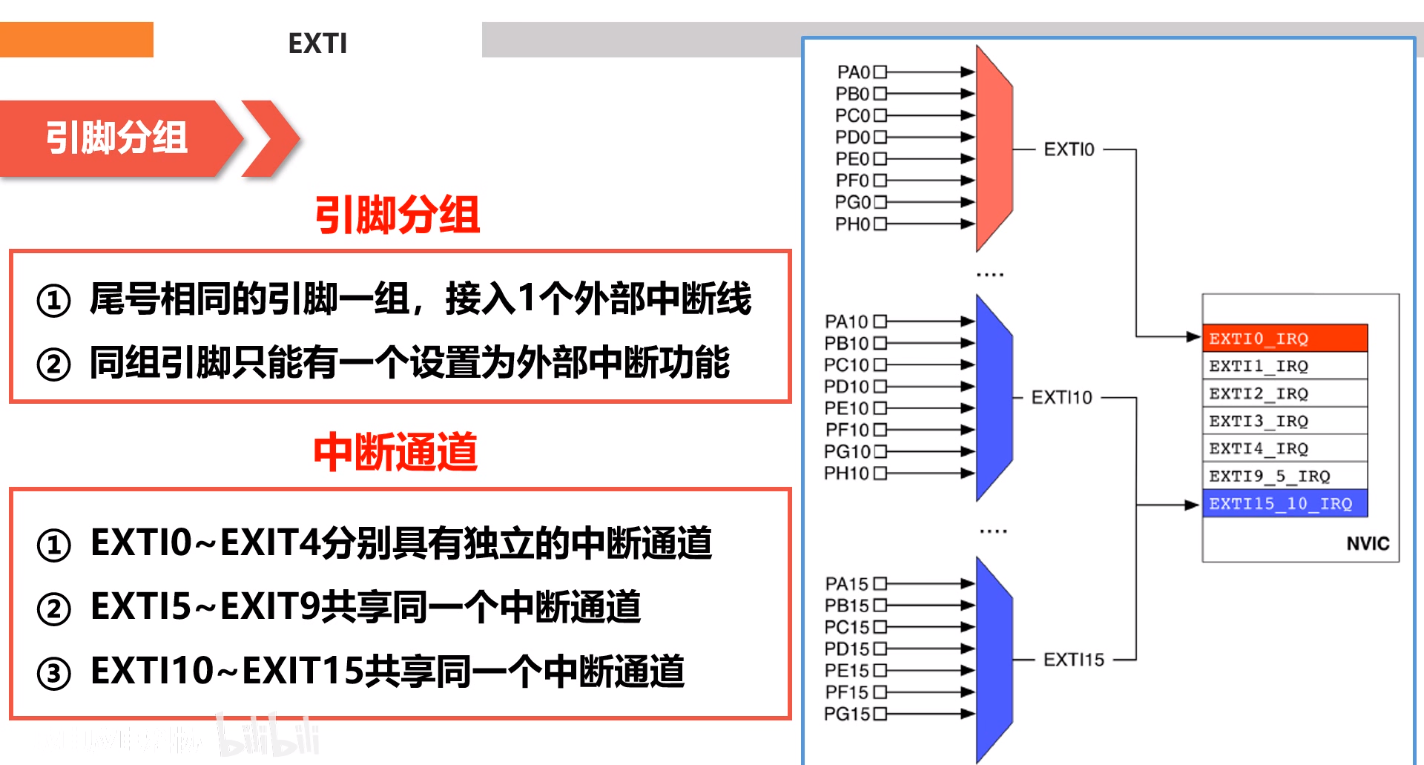 EXTI
引脚分组
引脚分组
① 尾号相同的引脚一组，接入1个外部中断线
② 同组引脚只能有一个设置为外部中断功能
中断通道
① EXTI0~EXIT4分别具有独立的中断通道
② EXTI5~EXIT9共享同一个中断通道
③ EXTI10~EXIT15共享同一个中断通道
bilibili
PA0
PB0
PC0
PD0
PE0
PF0
PG0
PH0
EXTI0
....
PA10
PB10
PC10
PD10
PE10
PF10
PG10
PH10
EXTI10
....
PA15
PB15
PC15
PD15
PE15
PF15
PG15
EXTI15
EXTI0_IRQ
EXTI1_IRQ
EXTI2_IRQ
EXTI3_IRQ
EXTI4_IRQ
EXTI9_5_IRQ
EXTI15_10_IRQ
NVIC